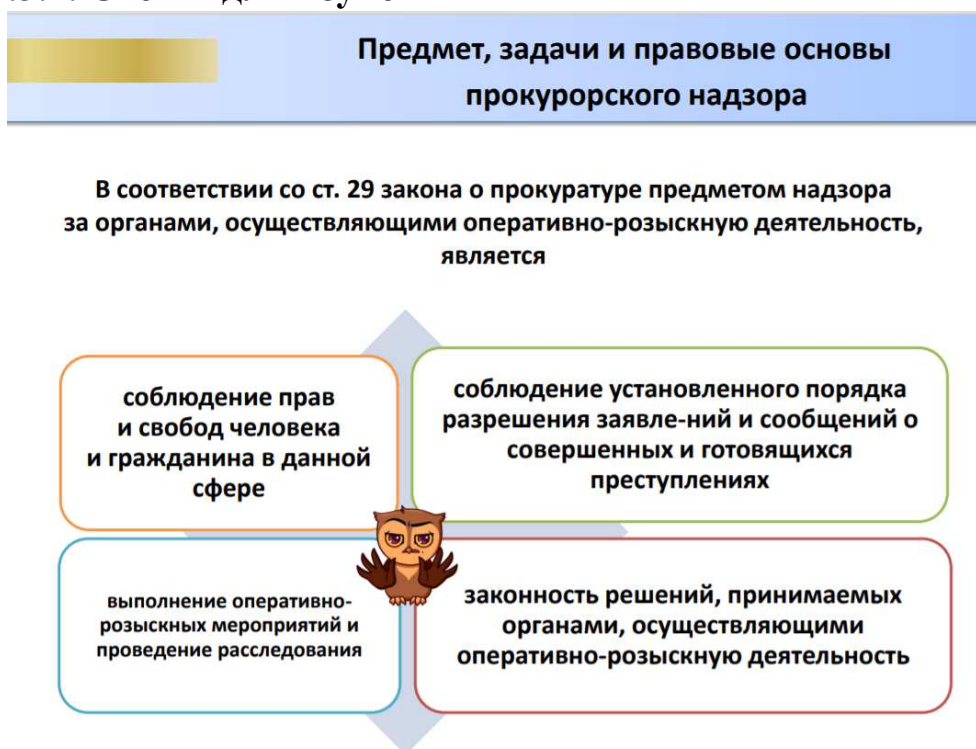 Предмет, задачи и правовые основы
прокурорского надзора
В соответствии со ст. 29 закона о прокуратуре предметом надзора
за органами, осуществляющими оперативно-розыскную деятельность,
является
соблюдение прав
и свобод человека
и гражданина в данной
сфере
соблюдение установленного порядка
разрешения заявле-ний и сообщений о
совершенных и готовящихся
преступлениях
выполнение оперативно-
розыскных мероприятий и
проведение расследования
законность решений, принимаемых
органами, осуществляющими
оперативно-розыскную деятельность